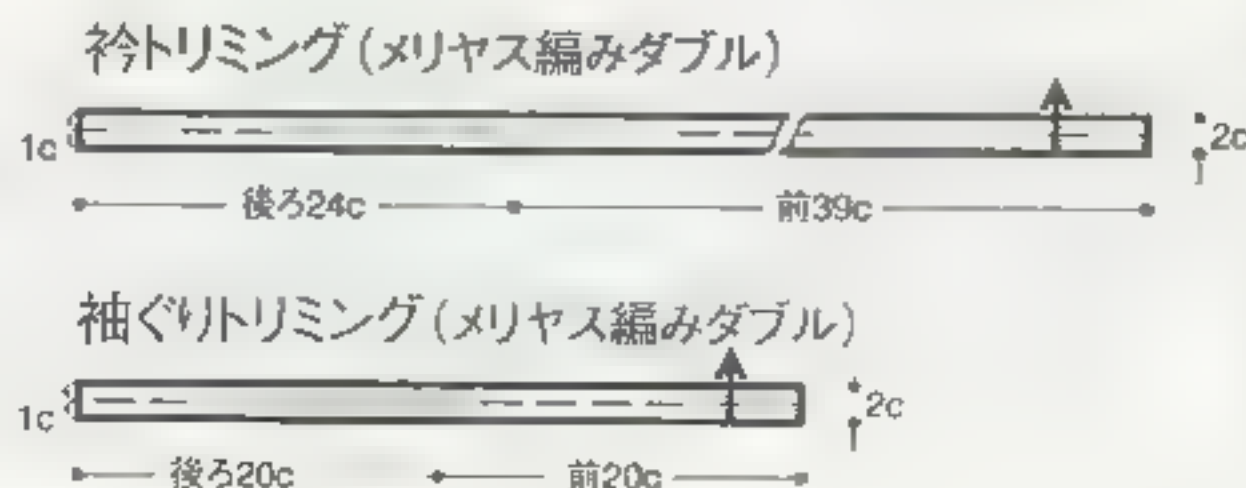 衿トリミング(メリヤス編みダブル)
1c
2c
後ろ24c 前39c
袖ぐりトリミング(メリヤス編みダブル)
1c
2c
後ろ20c 前20c